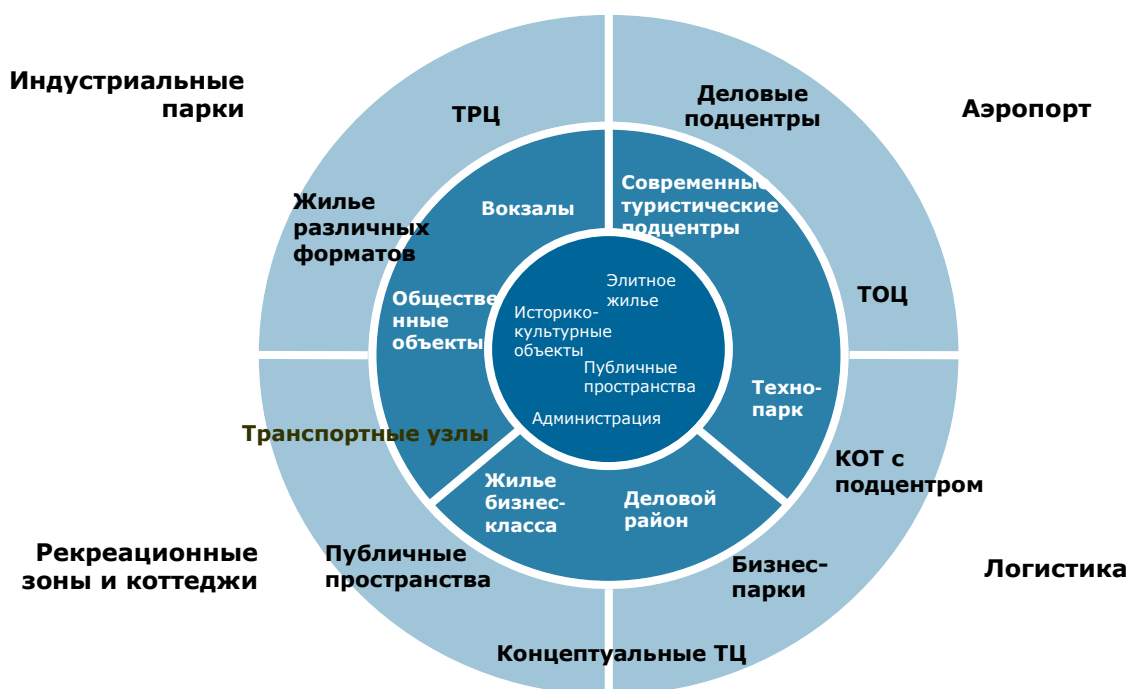 Индустриальные
парки
ТРЦ
Деловые
подцентры
Аэропорт
Жилье
различных
форматов
Вокзалы
Современные
туристические
подцентры
ТОЦ
Обществе
нные
объекты
Элитное
жилье
Историко-
культурные
объекты
Публичные
пространства
Администрация
Техно-
парк
Транспортные узлы
Жилье
бизнес-
класса
Деловой
район
КОТ с
подцентром
Рекреационные
зоны и коттеджи
Публичные
пространства
Бизнес-
парки
Логистика
Концептуальные ТЦ